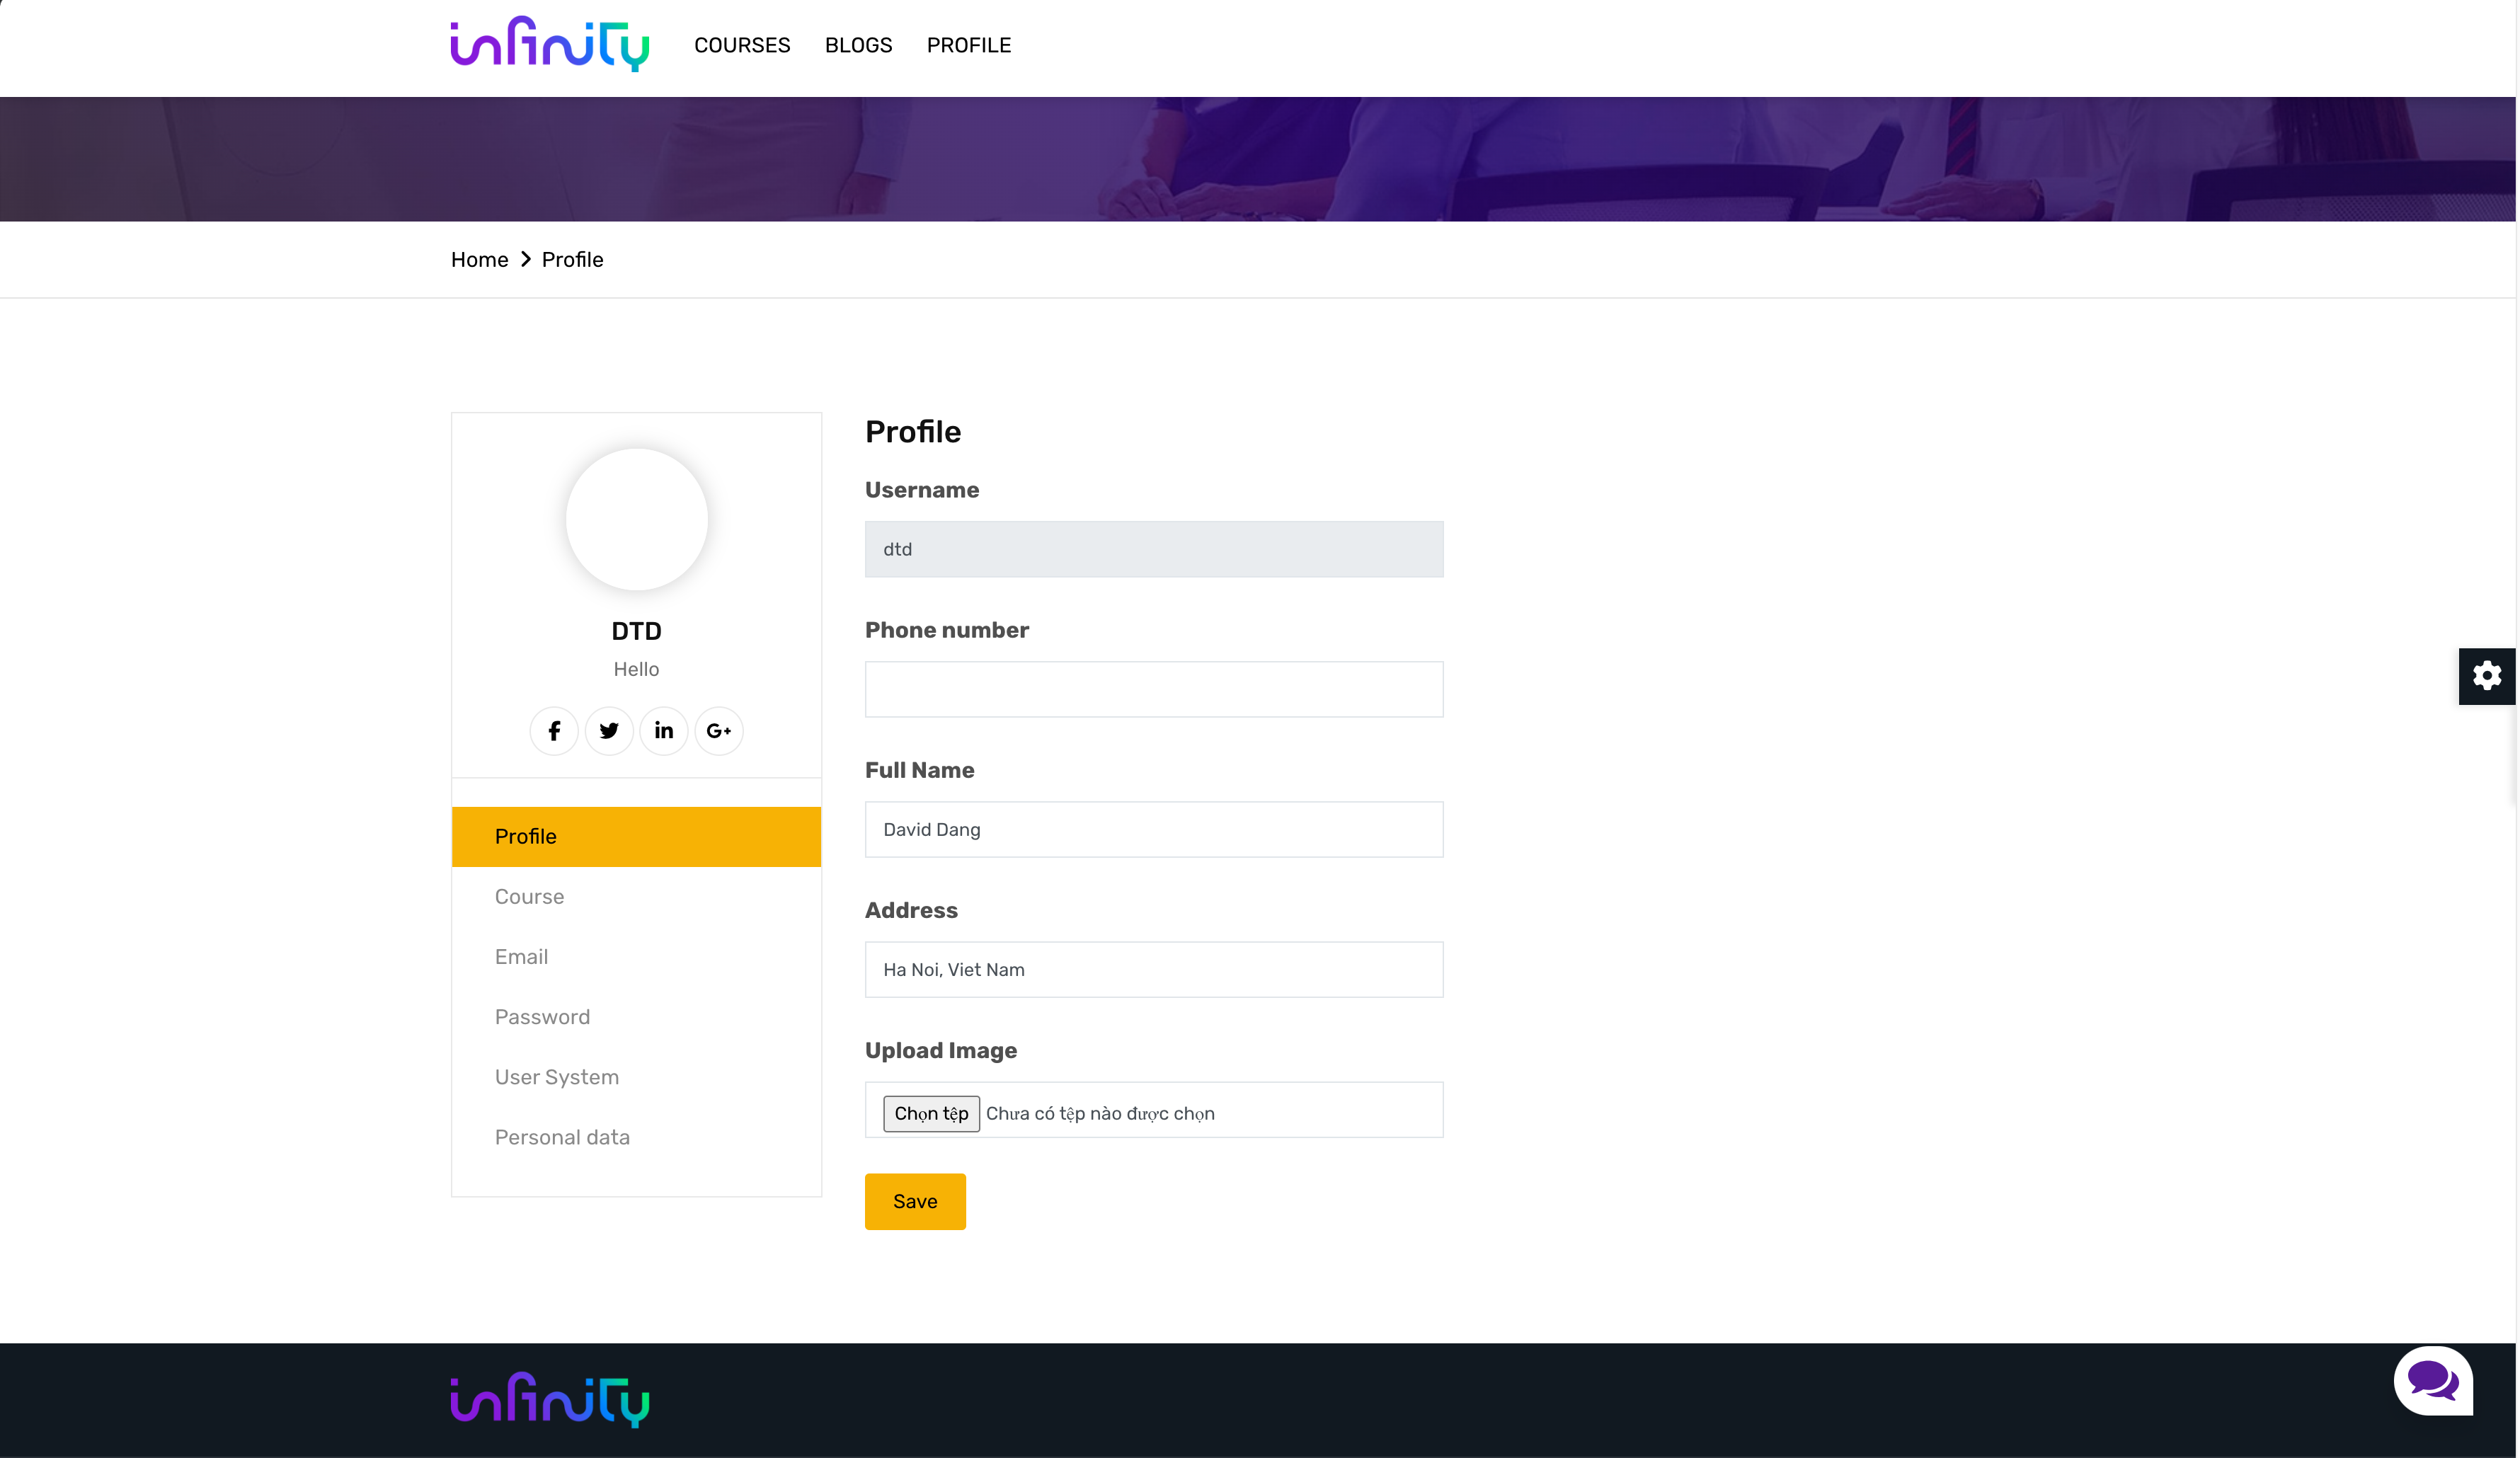 infinity COURSES BLOGS PROFILE
Home Profile
DTD
Hello
Profile
Course
Email
Password
User System
Personal data
Profile
Username
dtd
Phone number
Full Name
David Dang
Address
Ha Noi, Viet Nam
Upload Image
Chọn tệp Chưa có tệp nào được chọn
Save
infinity